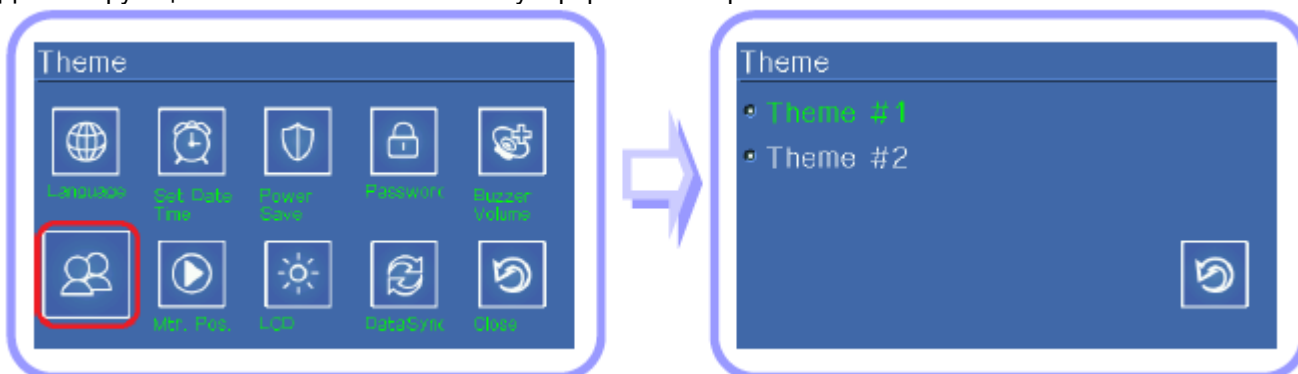 Theme
Language
Set Date
Time
Power
Save
Password
Buzzer
Volume
Mtr. Pos.
LCD
DataSync
Close
Theme
Theme #1
Theme #2